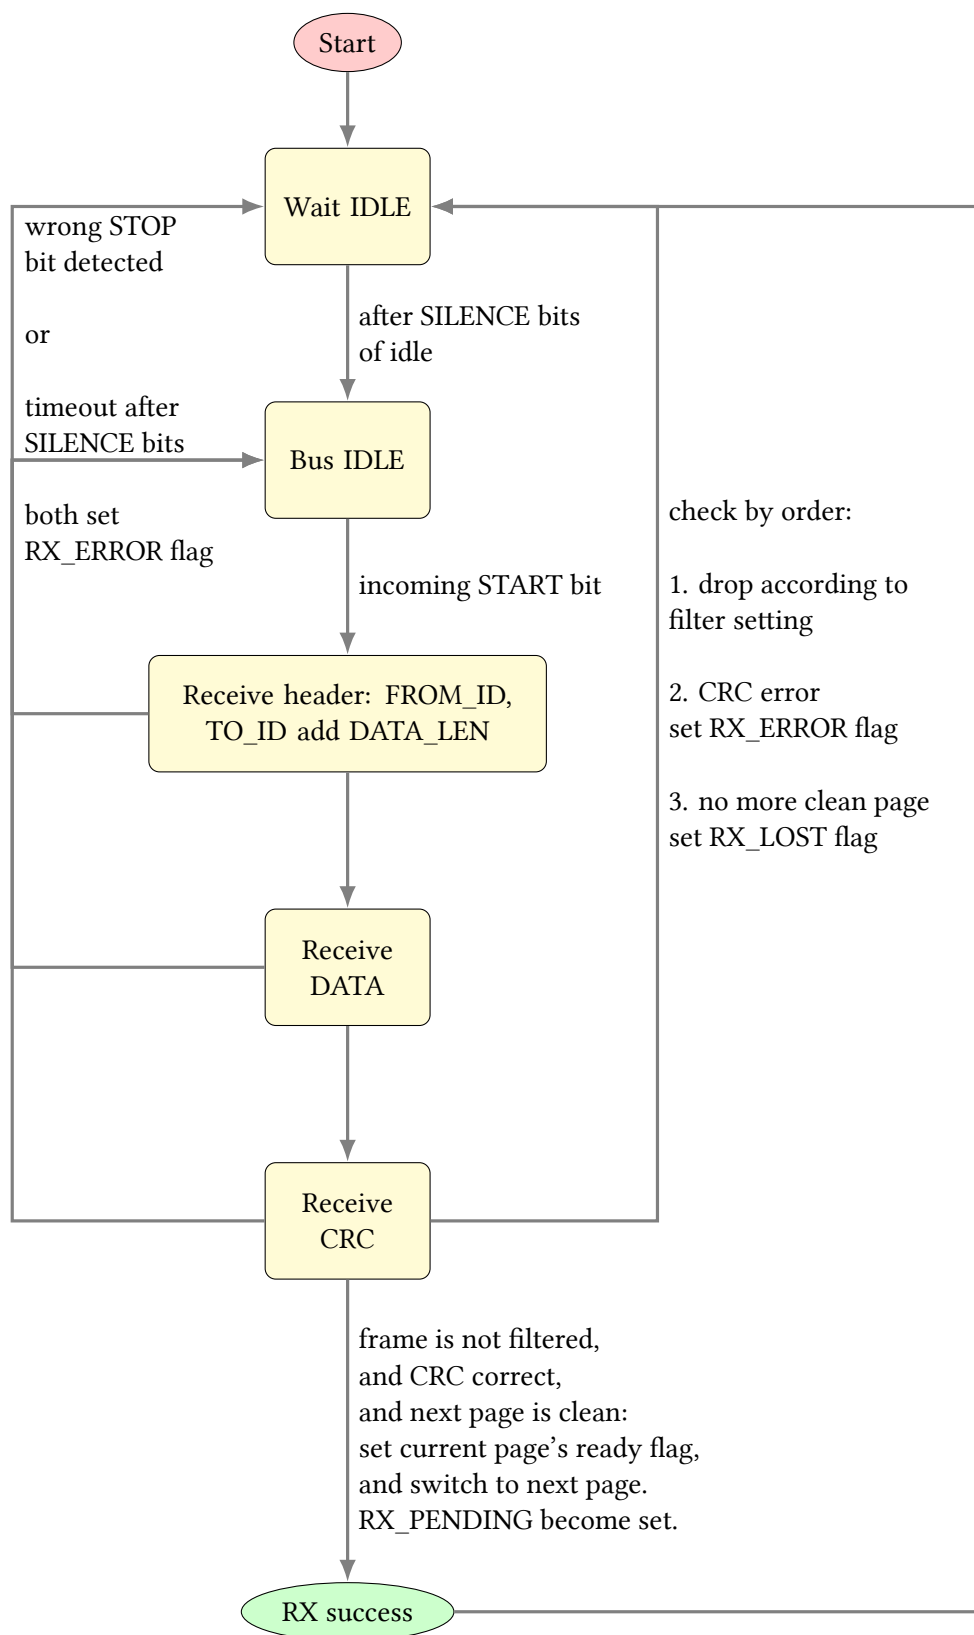 Start
Wait IDLE
wrong STOP
bit detected
or
timeout after
SILENCE bits
both set
RX_ERROR flag
after SILENCE bits
of idle
Bus IDLE
incoming START bit
check by order:
1. drop according to
filter setting
2. CRC error
set RX_ERROR flag
3. no more clean page
set RX_LOST flag
Receive header: FROM_ID,
TO_ID add DATA_LEN
Receive
DATA
Receive
CRC
frame is not filtered,
and CRC correct,
and next page is clean:
set current page's ready flag,
and switch to next page.
RX_PENDING become set.
RX success